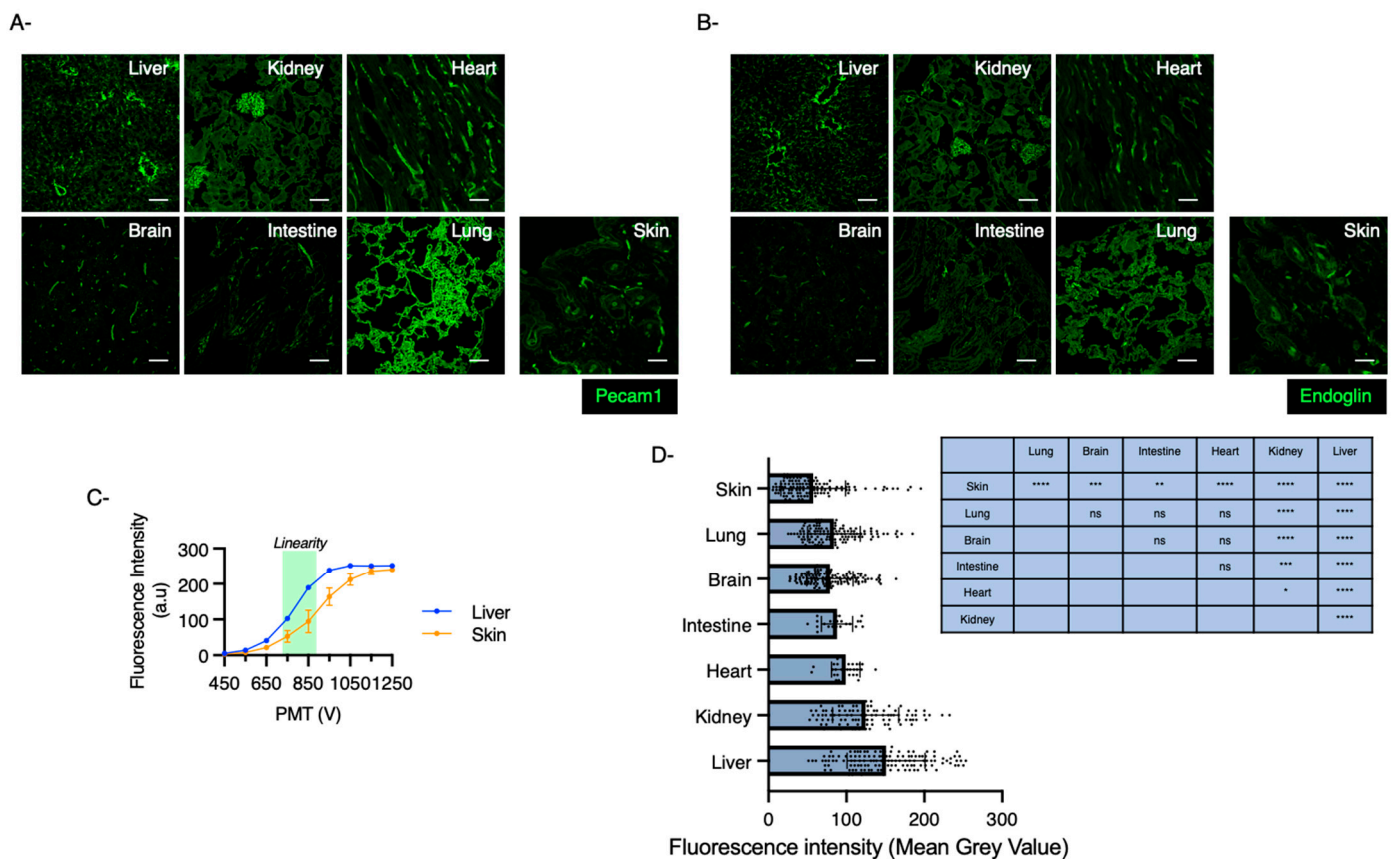 A-
Liver
Kidney
Heart
Brain
Intestine
Lung
Skin
Pecam1
B-
Liver
Kidney
Heart
Brain
Intestine
Lung
Skin
Endoglin
C-
Linearity
Fluorescence Intensity
(a.u)
300
200
100
0
450 650 850 1050 1250
PMT (V)
Liver
Skin
D-
Skin
Lung
Brain
Intestine
Heart
Kidney
Liver
0 100 200 300
Fluorescence intensity (Mean Grey Value)
Lung Brain Intestine Heart Kidney Liver
Skin **** *** ** **** **** ****
Lung ns ns ns **** ****
Brain ns ns **** ****
Intestine ns *** ****
Heart * ****
Kidney ****